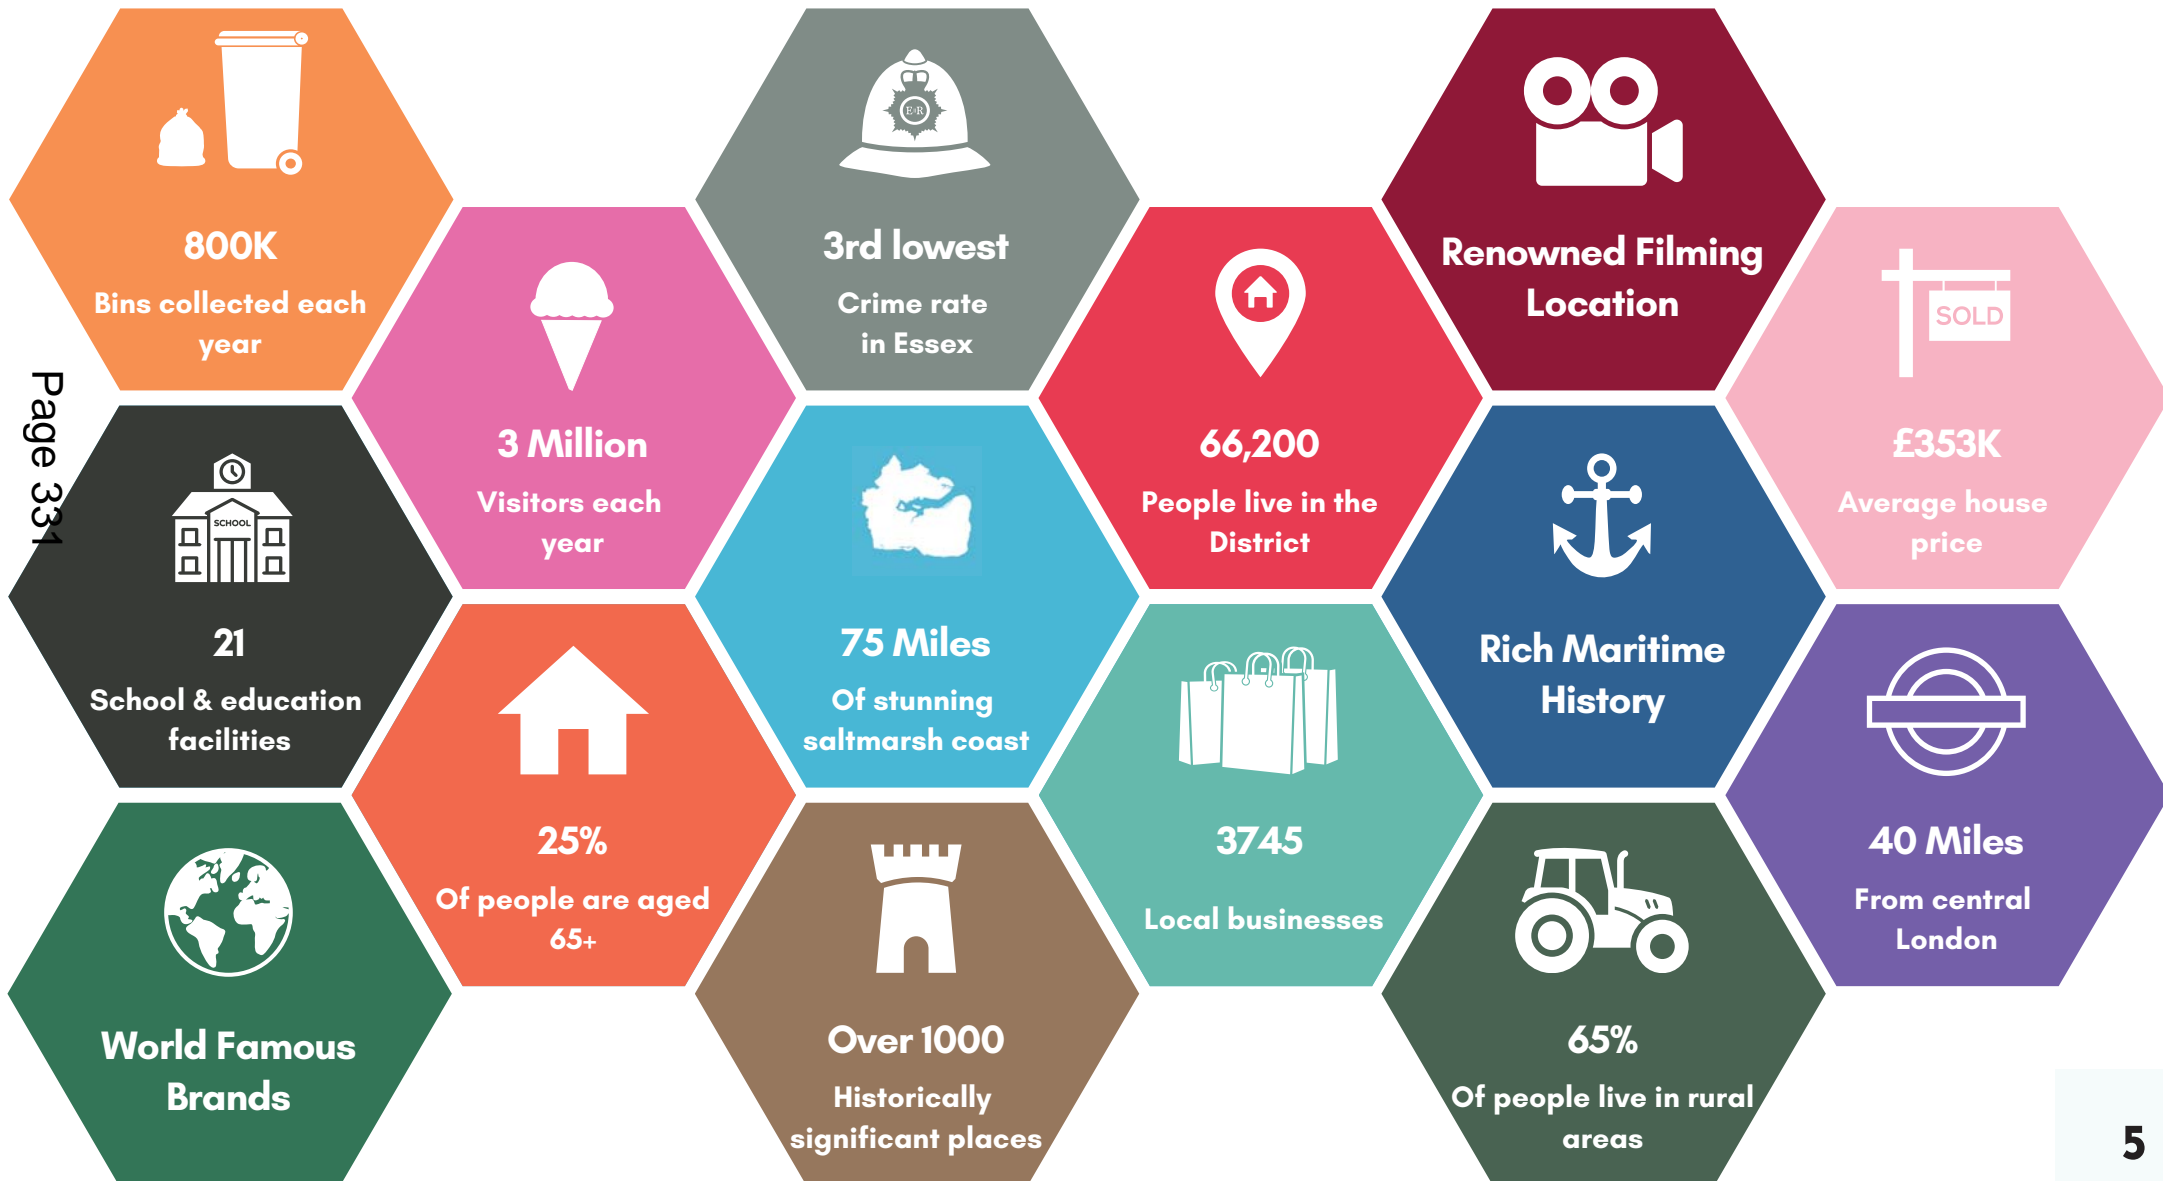 800K
Bins collected each
year
3rd lowest
Crime rate
in Essex
E II R
Renowned Filming
Location
3 Million
Visitors each
year
66,200
People live in the
District
SOLD
£353K
Average house
price
Page 331
SCHOOL
21
School & education
facilities
75 Miles
Of stunning
saltmarsh coast
Rich Maritime
History
25%
Of people are aged
65+
3745
Local businesses
40 Miles
From central
London
World Famous
Brands
Over 1000
Historically
significant places
65%
Of people live in rural
areas
5